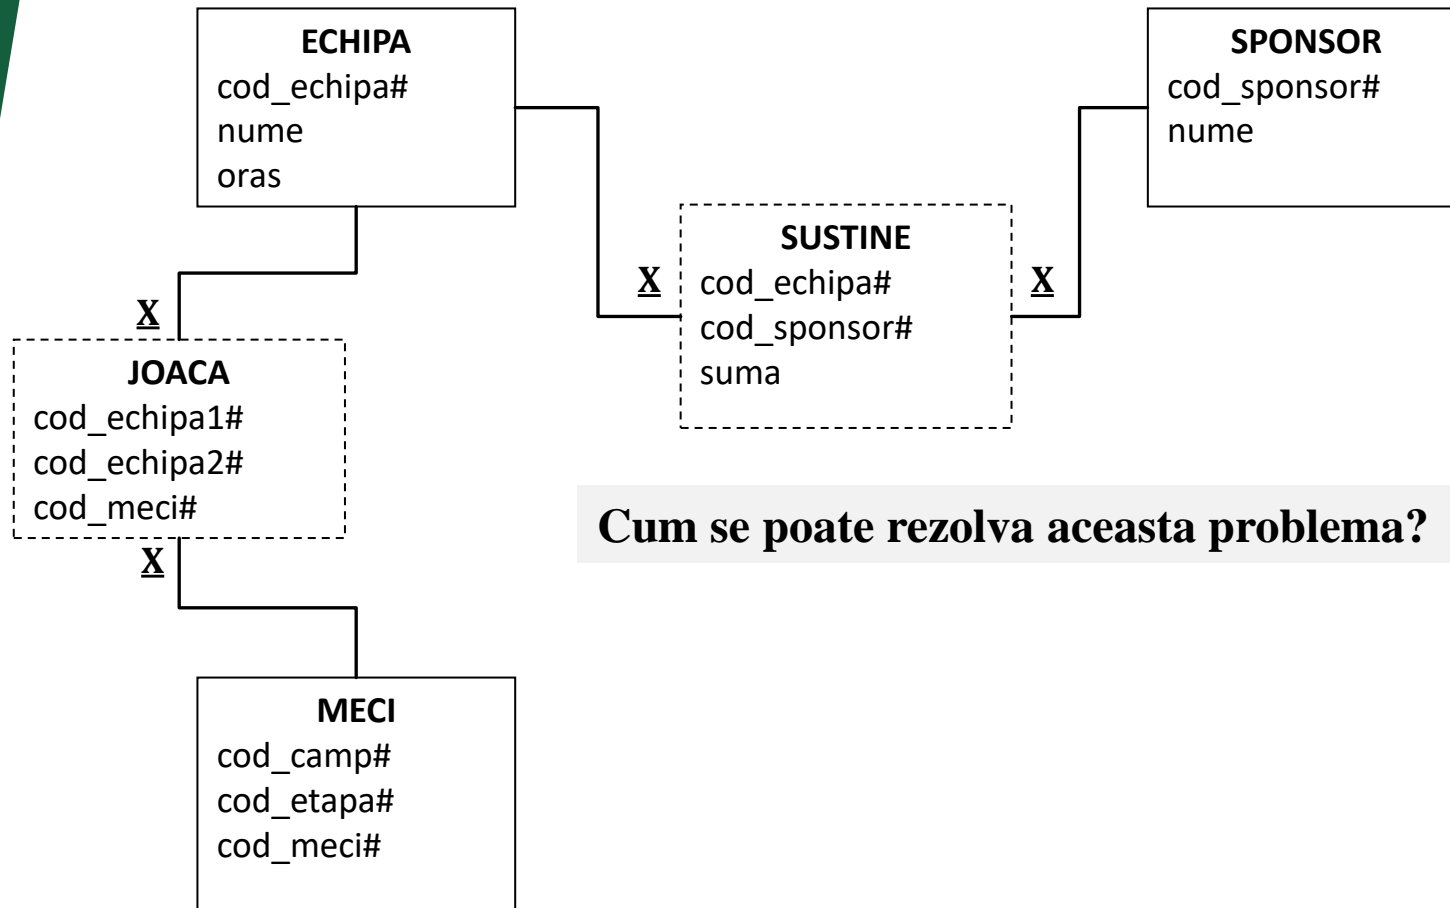 ECHIPA
cod_echipa#
nume
oras
SPONSOR
cod_sponsor#
nume
SUSTINE
X
cod_echipa#
X
cod_sponsor#
suma
X
JOACA
cod_echipa1#
cod_echipa2#
cod_meci#
X
Cum se poate rezolva aceasta problema?
MECI
cod_camp#
cod_etapa#
cod_meci#